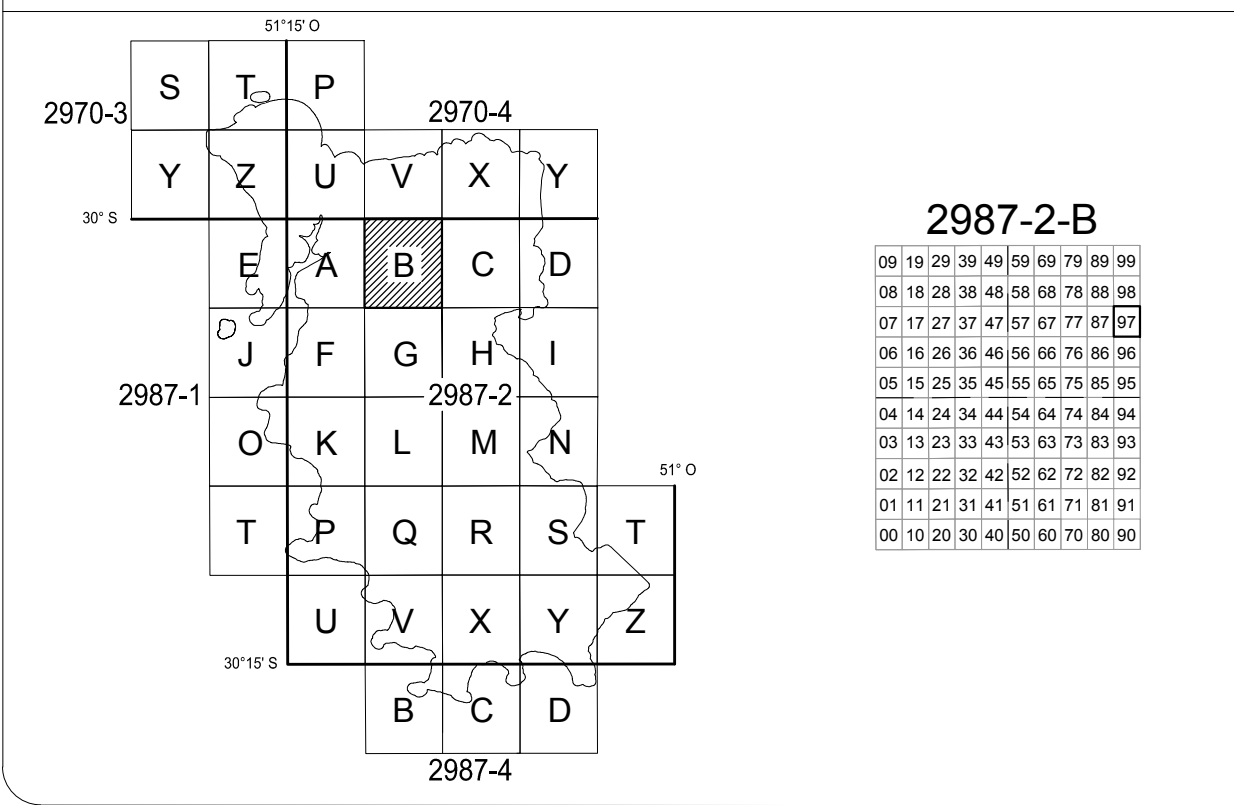 51°15' O
S T P
2970-3 2970-4
Y Z U V X Y
30° S
E A B C D
J F G H I
2987-1 2987-2
O K L M N
51° O
T P Q R S T
U V X Y Z
30°15' S
B C D
2987-4
2987-2-B
09 19 29 39 49 59 69 79 89 99
08 18 28 38 48 58 68 78 88 98
07 17 27 37 47 57 67 77 87 97
06 16 26 36 46 56 66 76 86 96
05 15 25 35 45 55 65 75 85 95
04 14 24 34 44 54 64 74 84 94
03 13 23 33 43 53 63 73 83 93
02 12 22 32 42 52 62 72 82 92
01 11 21 31 41 51 61 71 81 91
00 10 20 30 40 50 60 70 80 90